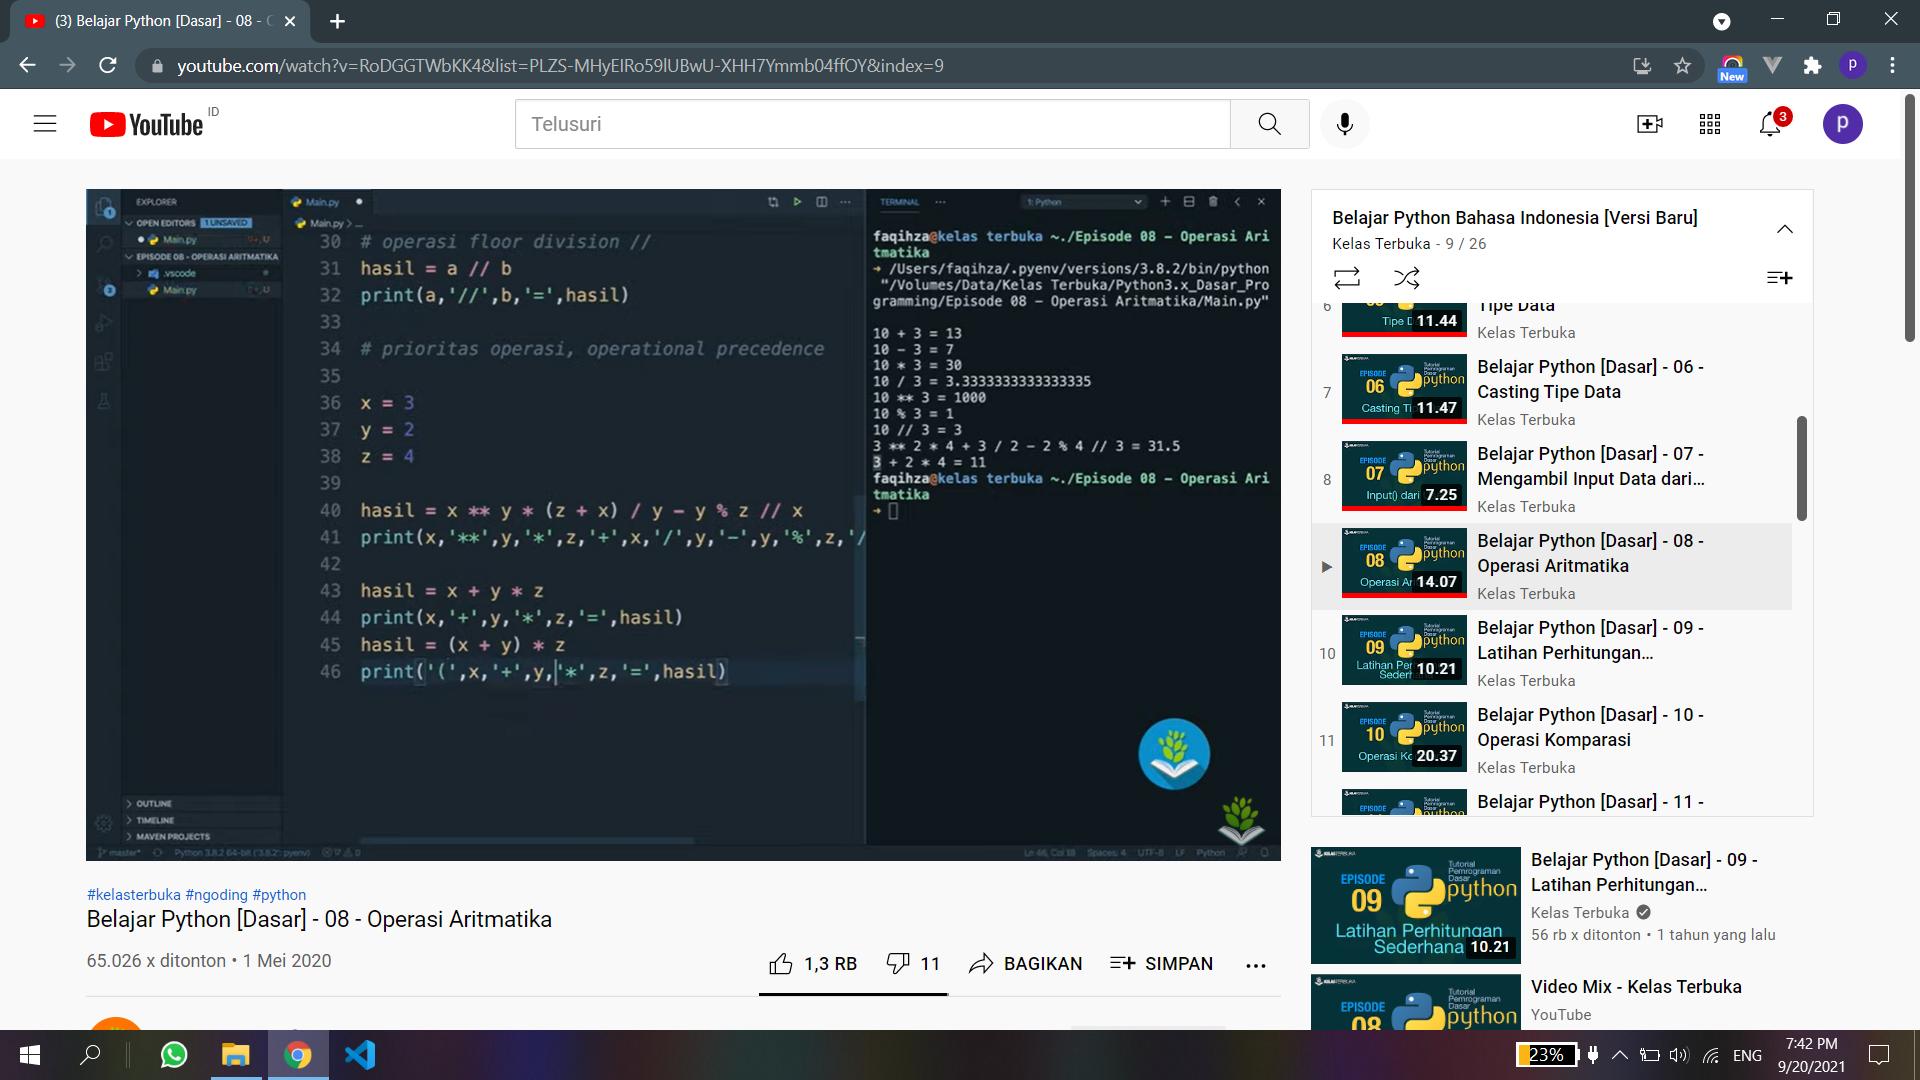 (3) Belajar Python [Dasar] - 08 -
youtube.com/watch?v=RoDGGTWbKK4&list=PLZS-MHyEIRo59lUBwU-XHH7Ymmb04ffOY&index=9
New
p
YouTube ID
Telusuri
3
p
EXPLORER
OPEN EDITORS 1 UNSAVED
Main.py
EPISODE 08 - OPERASI ARITMATIKA
.vscode
Main.py
OUTLINE
TIMELINE
MAVEN PROJECTS
Main.py
Main.py > ...
30 # operasi floor division //
31 hasil = a // b
32 print(a,'//',b,'=',hasil)
33
34 # prioritas operasi, operational precedence
35
36 x = 3
37 y = 2
38 z = 4
39
40 hasil = x ** y * (z + x) / y - y % z // x
41 print(x,'**',y,'*',z,'+',x,'/',y,'-',y,'%',z,'/
42
43 hasil = x + y * z
44 print(x,'+',y,'*',z,'=',hasil)
45 hasil = (x + y) * z
46 print('(',x,'+',y,'*',z,'=',hasil)
TERMINAL
1: Python
faqihza@kelas terbuka ~./Episode 08 - Operasi Ari
tmatika
/Users/faqihza/.pyenv/versions/3.8.2/bin/python
"/Volumes/Data/Kelas Terbuka/Python3.x_Dasar_Pro
gramming/Episode 08 - Operasi Aritmatika/Main.py"
10 + 3 = 13
10 - 3 = 7
10 * 3 = 30
10 / 3 = 3.3333333333333335
10 ** 3 = 1000
10 % 3 = 1
10 // 3 = 3
3 ** 2 * 4 + 3 / 2 - 2 % 4 // 3 = 31.5
3 + 2 * 4 = 11
faqihza@kelas terbuka ~./Episode 08 - Operasi Ari
tmatika
master* Python 3.8.2 64-bit ('3.8.2': pyenv)
Ln 46, Col 18 Spaces: 4 UTF-8 LF Python
#kelasterbuka #ngoding #python
Belajar Python [Dasar] - 08 - Operasi Aritmatika
65.026 x ditonton • 1 Mei 2020
1,3 RB 11 BAGIKAN SIMPAN
Belajar Python Bahasa Indonesia [Versi Baru]
Kelas Terbuka - 9 / 26
6 11.44 Tipe Data
Kelas Terbuka
7 EPISODE 06 python 11.47
Belajar Python [Dasar] - 06 -
Casting Tipe Data
Kelas Terbuka
8 EPISODE 07 python Input() dari 7.25
Belajar Python [Dasar] - 07 -
Mengambil Input Data dari...
Kelas Terbuka
EPISODE 08 python 14.07
Belajar Python [Dasar] - 08 -
Operasi Aritmatika
Kelas Terbuka
10 EPISODE 09 python 10.21
Belajar Python [Dasar] - 09 -
Latihan Perhitungan...
Kelas Terbuka
11 EPISODE 10 python 20.37
Belajar Python [Dasar] - 10 -
Operasi Komparasi
Kelas Terbuka
Belajar Python [Dasar] - 11 -
Tutorial
Pemrograman
Dasar
EPISODE
09 python
Latihan Perhitungan
Sederhana 10.21
Belajar Python [Dasar] - 09 -
Latihan Perhitungan...
Kelas Terbuka
56 rb x ditonton • 1 tahun yang lalu
Tutorial
Pemrograman
Dasar
EPISODE
08 python
Video Mix - Kelas Terbuka
YouTube
23%
ENG
7:42 PM
9/20/2021